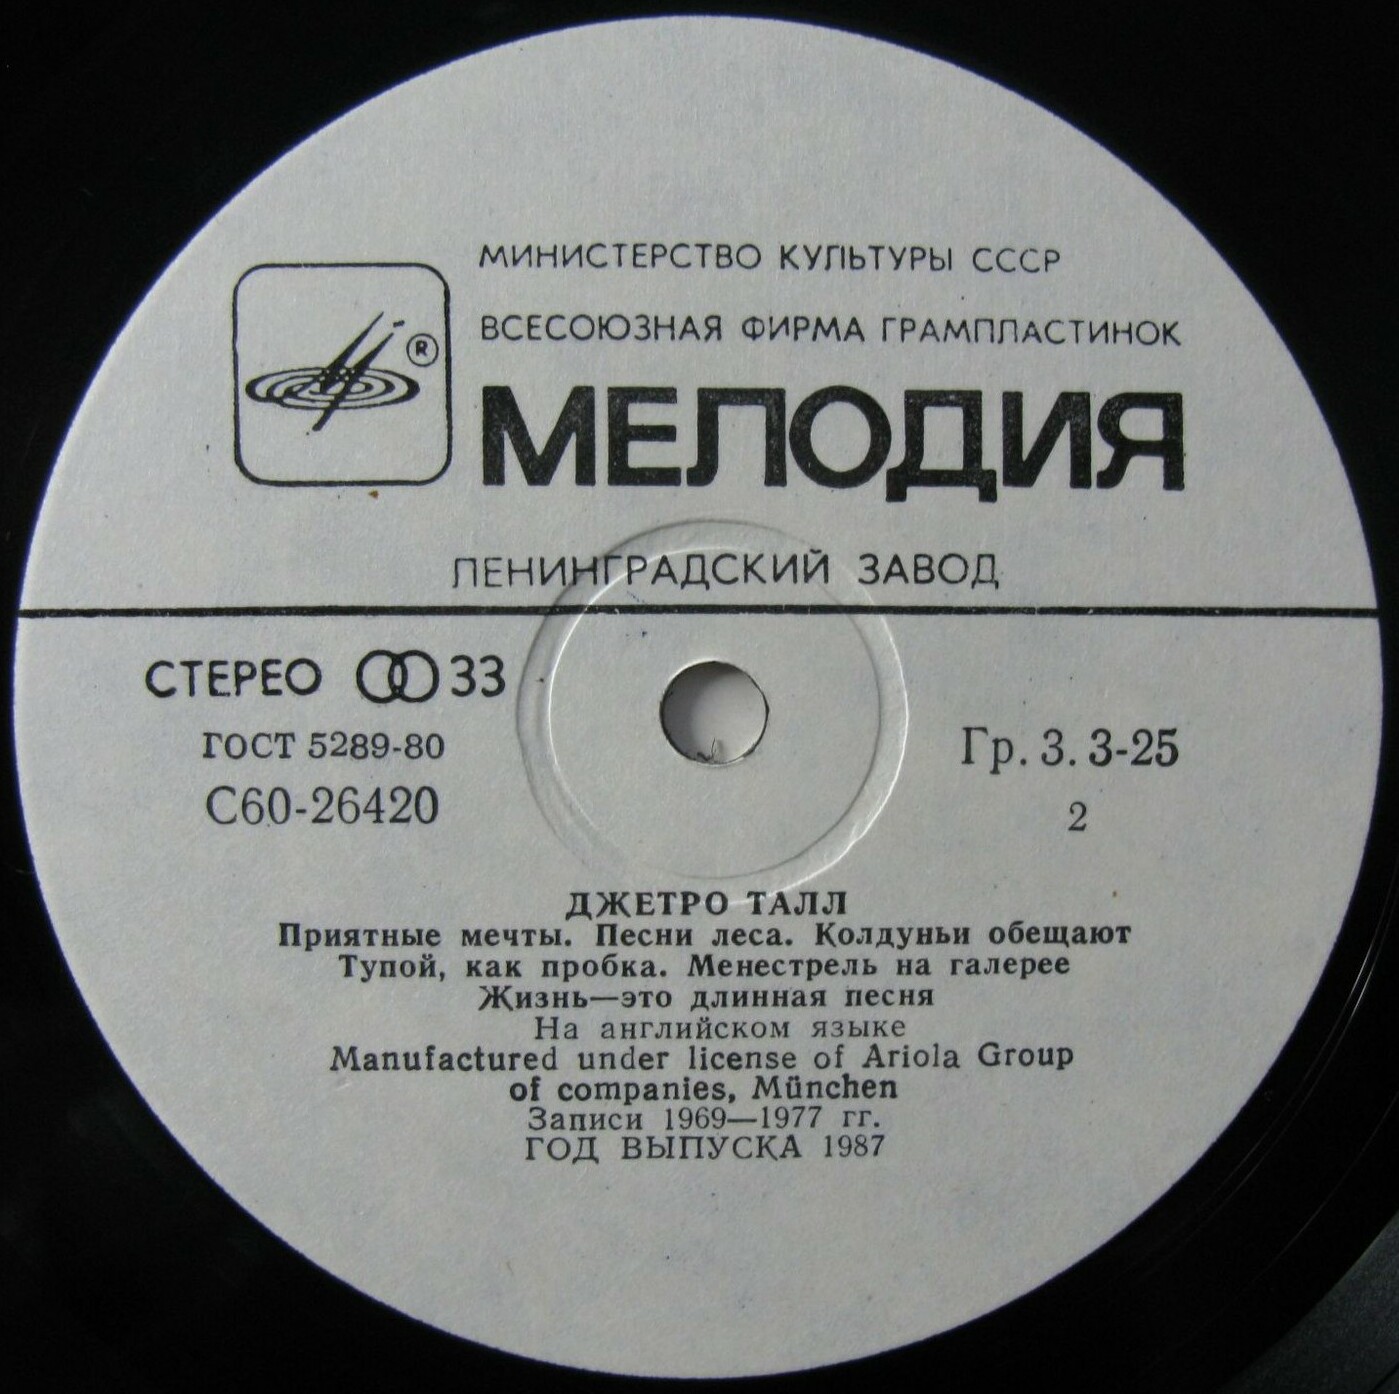 МИНИСТЕРСТВО КУЛЬТУРЫ СССР
ВСЕСОЮЗНАЯ ФИРМА ГРАМПЛАСТИНОК
®
МЕЛОДИЯ
ЛЕНИНГРАДСКИЙ ЗАВОД
СТЕРЕО 33
ГОСТ 5289-80
С60-26420
Гр. 3. 3-25
2
ДЖЕТРО ТАЛЛ
Приятные мечты. Песни леса. Колдуньи обещают
Тупой, как пробка. Менестрель на галерее
Жизнь—это длинная песня
На английском языке
Manufactured under license of Ariola Group
of companies, München
Записи 1969—1977 гг.
ГОД ВЫПУСКА 1987